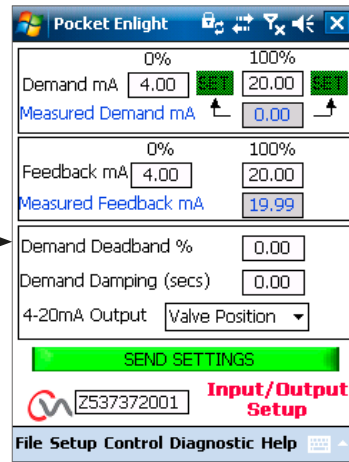 Pocket Enlight
0% 100%
Demand mA 4.00 SET 20.00 SET
Measured Demand mA 0.00
0% 100%
Feedback mA 4.00 20.00
Measured Feedback mA 19.99
Demand Deadband % 0.00
Demand Damping (secs) 0.00
4-20mA Output Valve Position
SEND SETTINGS
Z537372001 Input/Output
Setup
File Setup Control Diagnostic Help